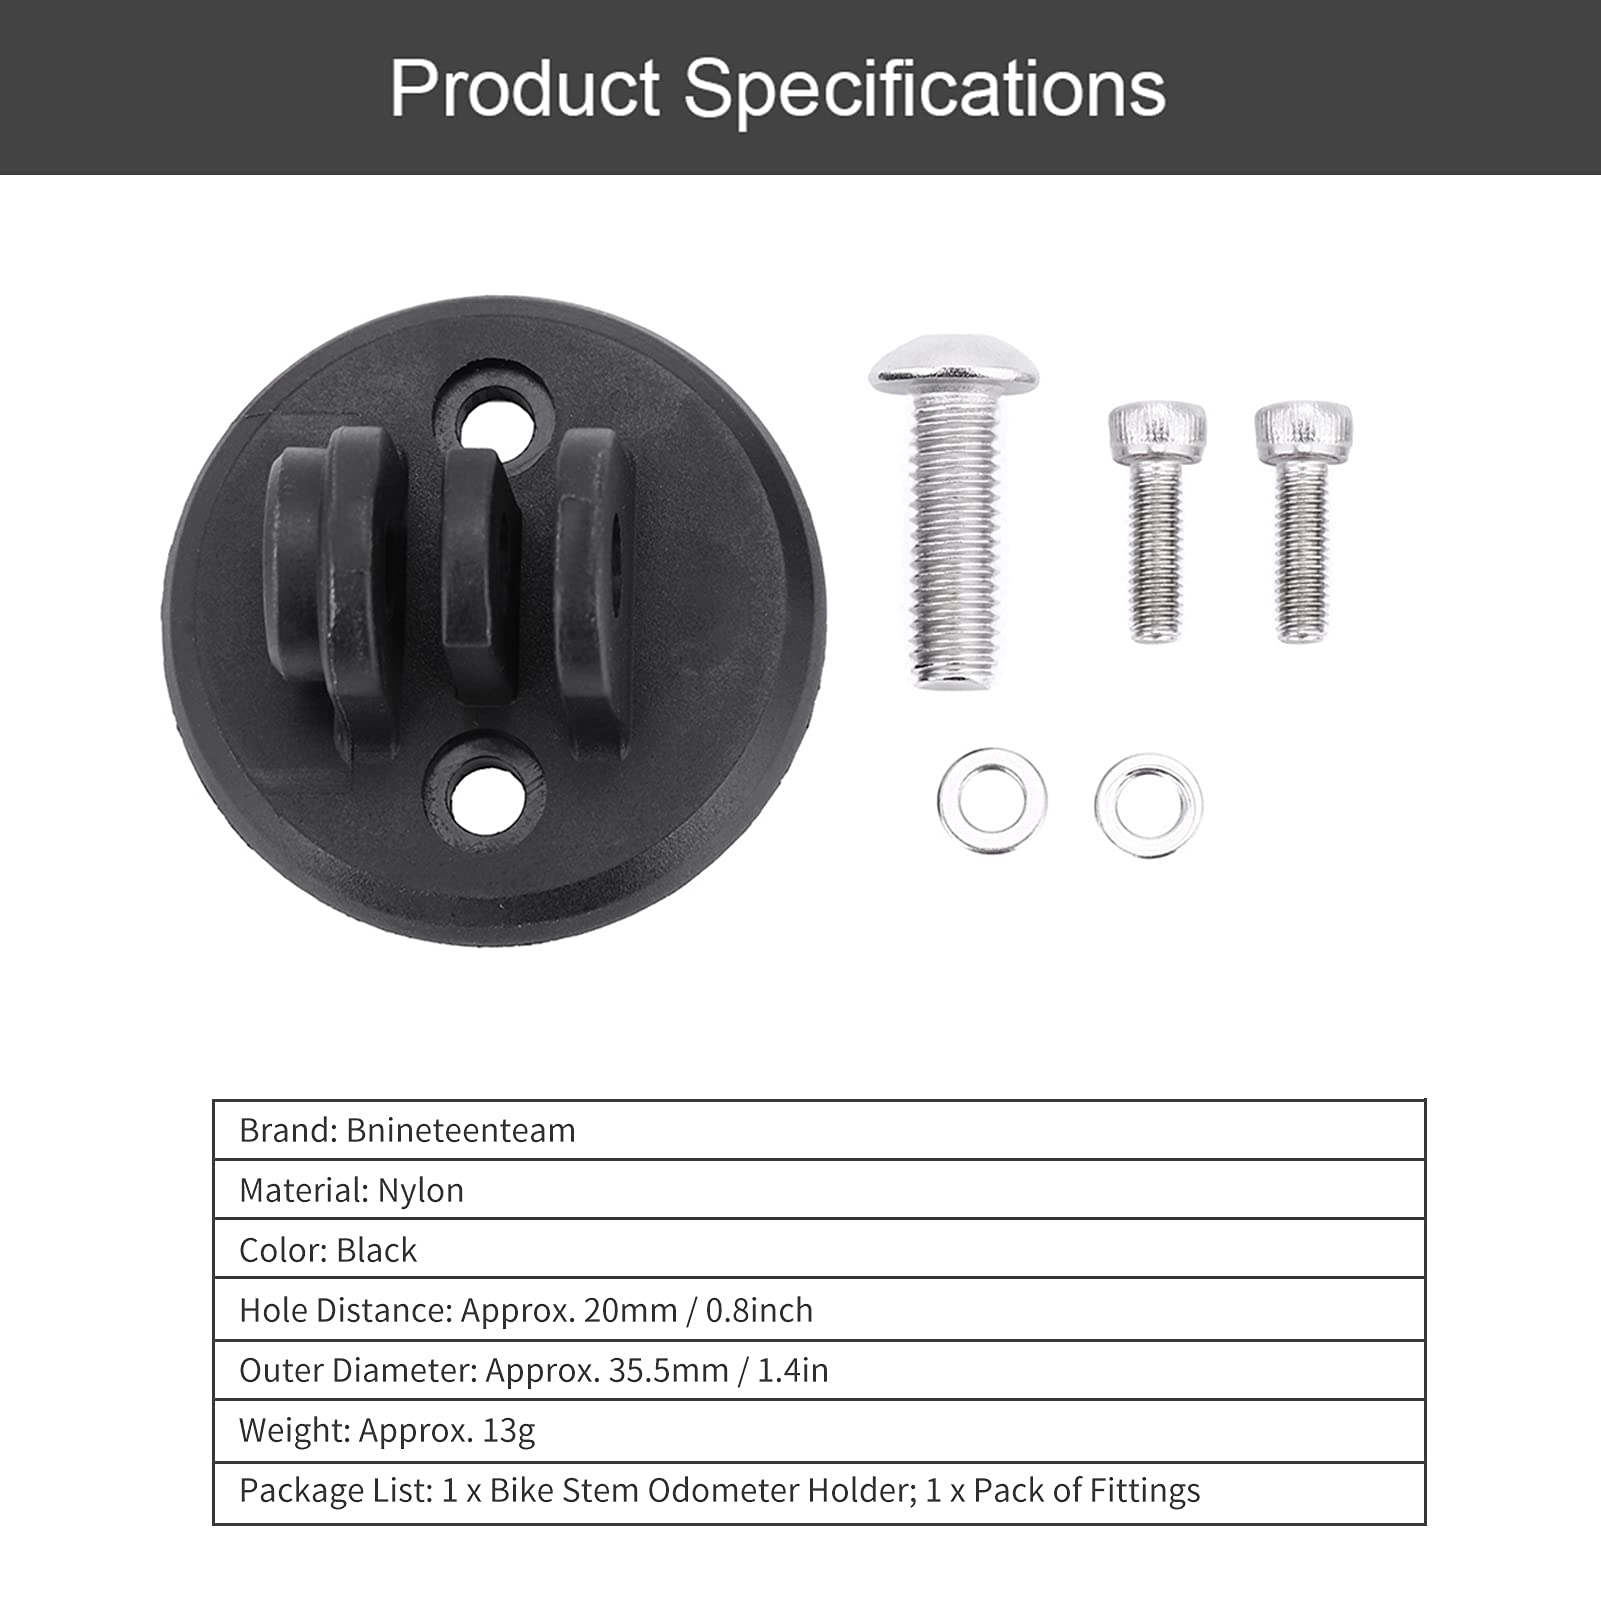 Product Specifications
Brand: Bnineteenteam
Material: Nylon
Color: Black
Hole Distance: Approx. 20mm / 0.8inch
Outer Diameter: Approx. 35.5mm / 1.4in
Weight: Approx. 13g
Package List: 1 x Bike Stem Odometer Holder; 1 x Pack of Fittings